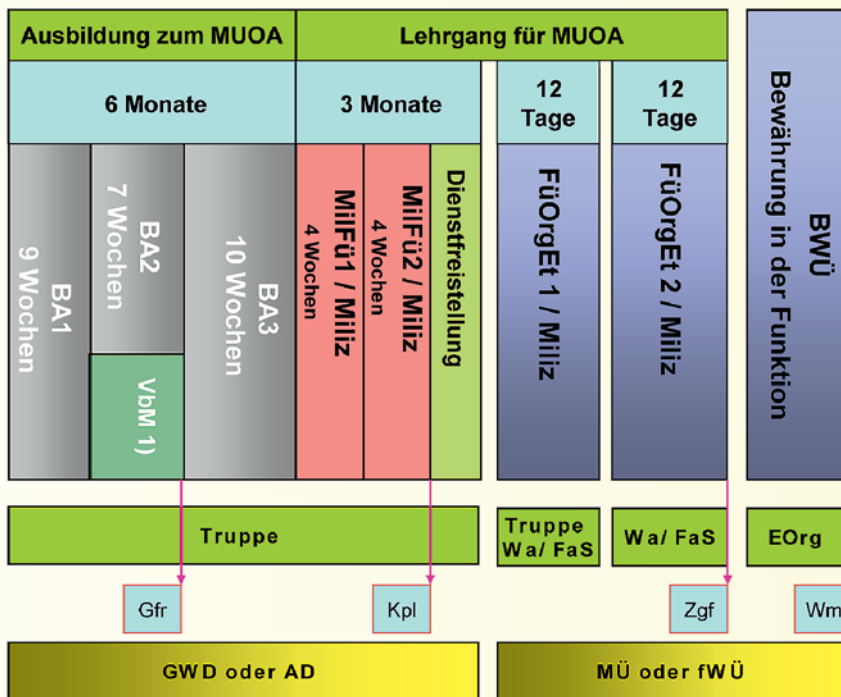 Ausbildung zum MUOA
Lehrgang für MUOA
6 Monate
3 Monate
12
Tage
12
Tage
BA1
9 Wochen
BA2
7 Wochen
VbM 1)
BA3
10 Wochen
MilFü1 / Miliz
4 Wochen
MilFü2 / Miliz
4 Wochen
Dienstfreistellung
FüOrgEt 1 / Miliz
FüOrgEt 2 / Miliz
BWÜ
Bewährung in der Funktion
Truppe
Truppe
Wa/ FaS
Wa/ FaS
EOrg
Gfr
Kpl
Zgf
Wm
GWD oder AD
MÜ oder fWÜ